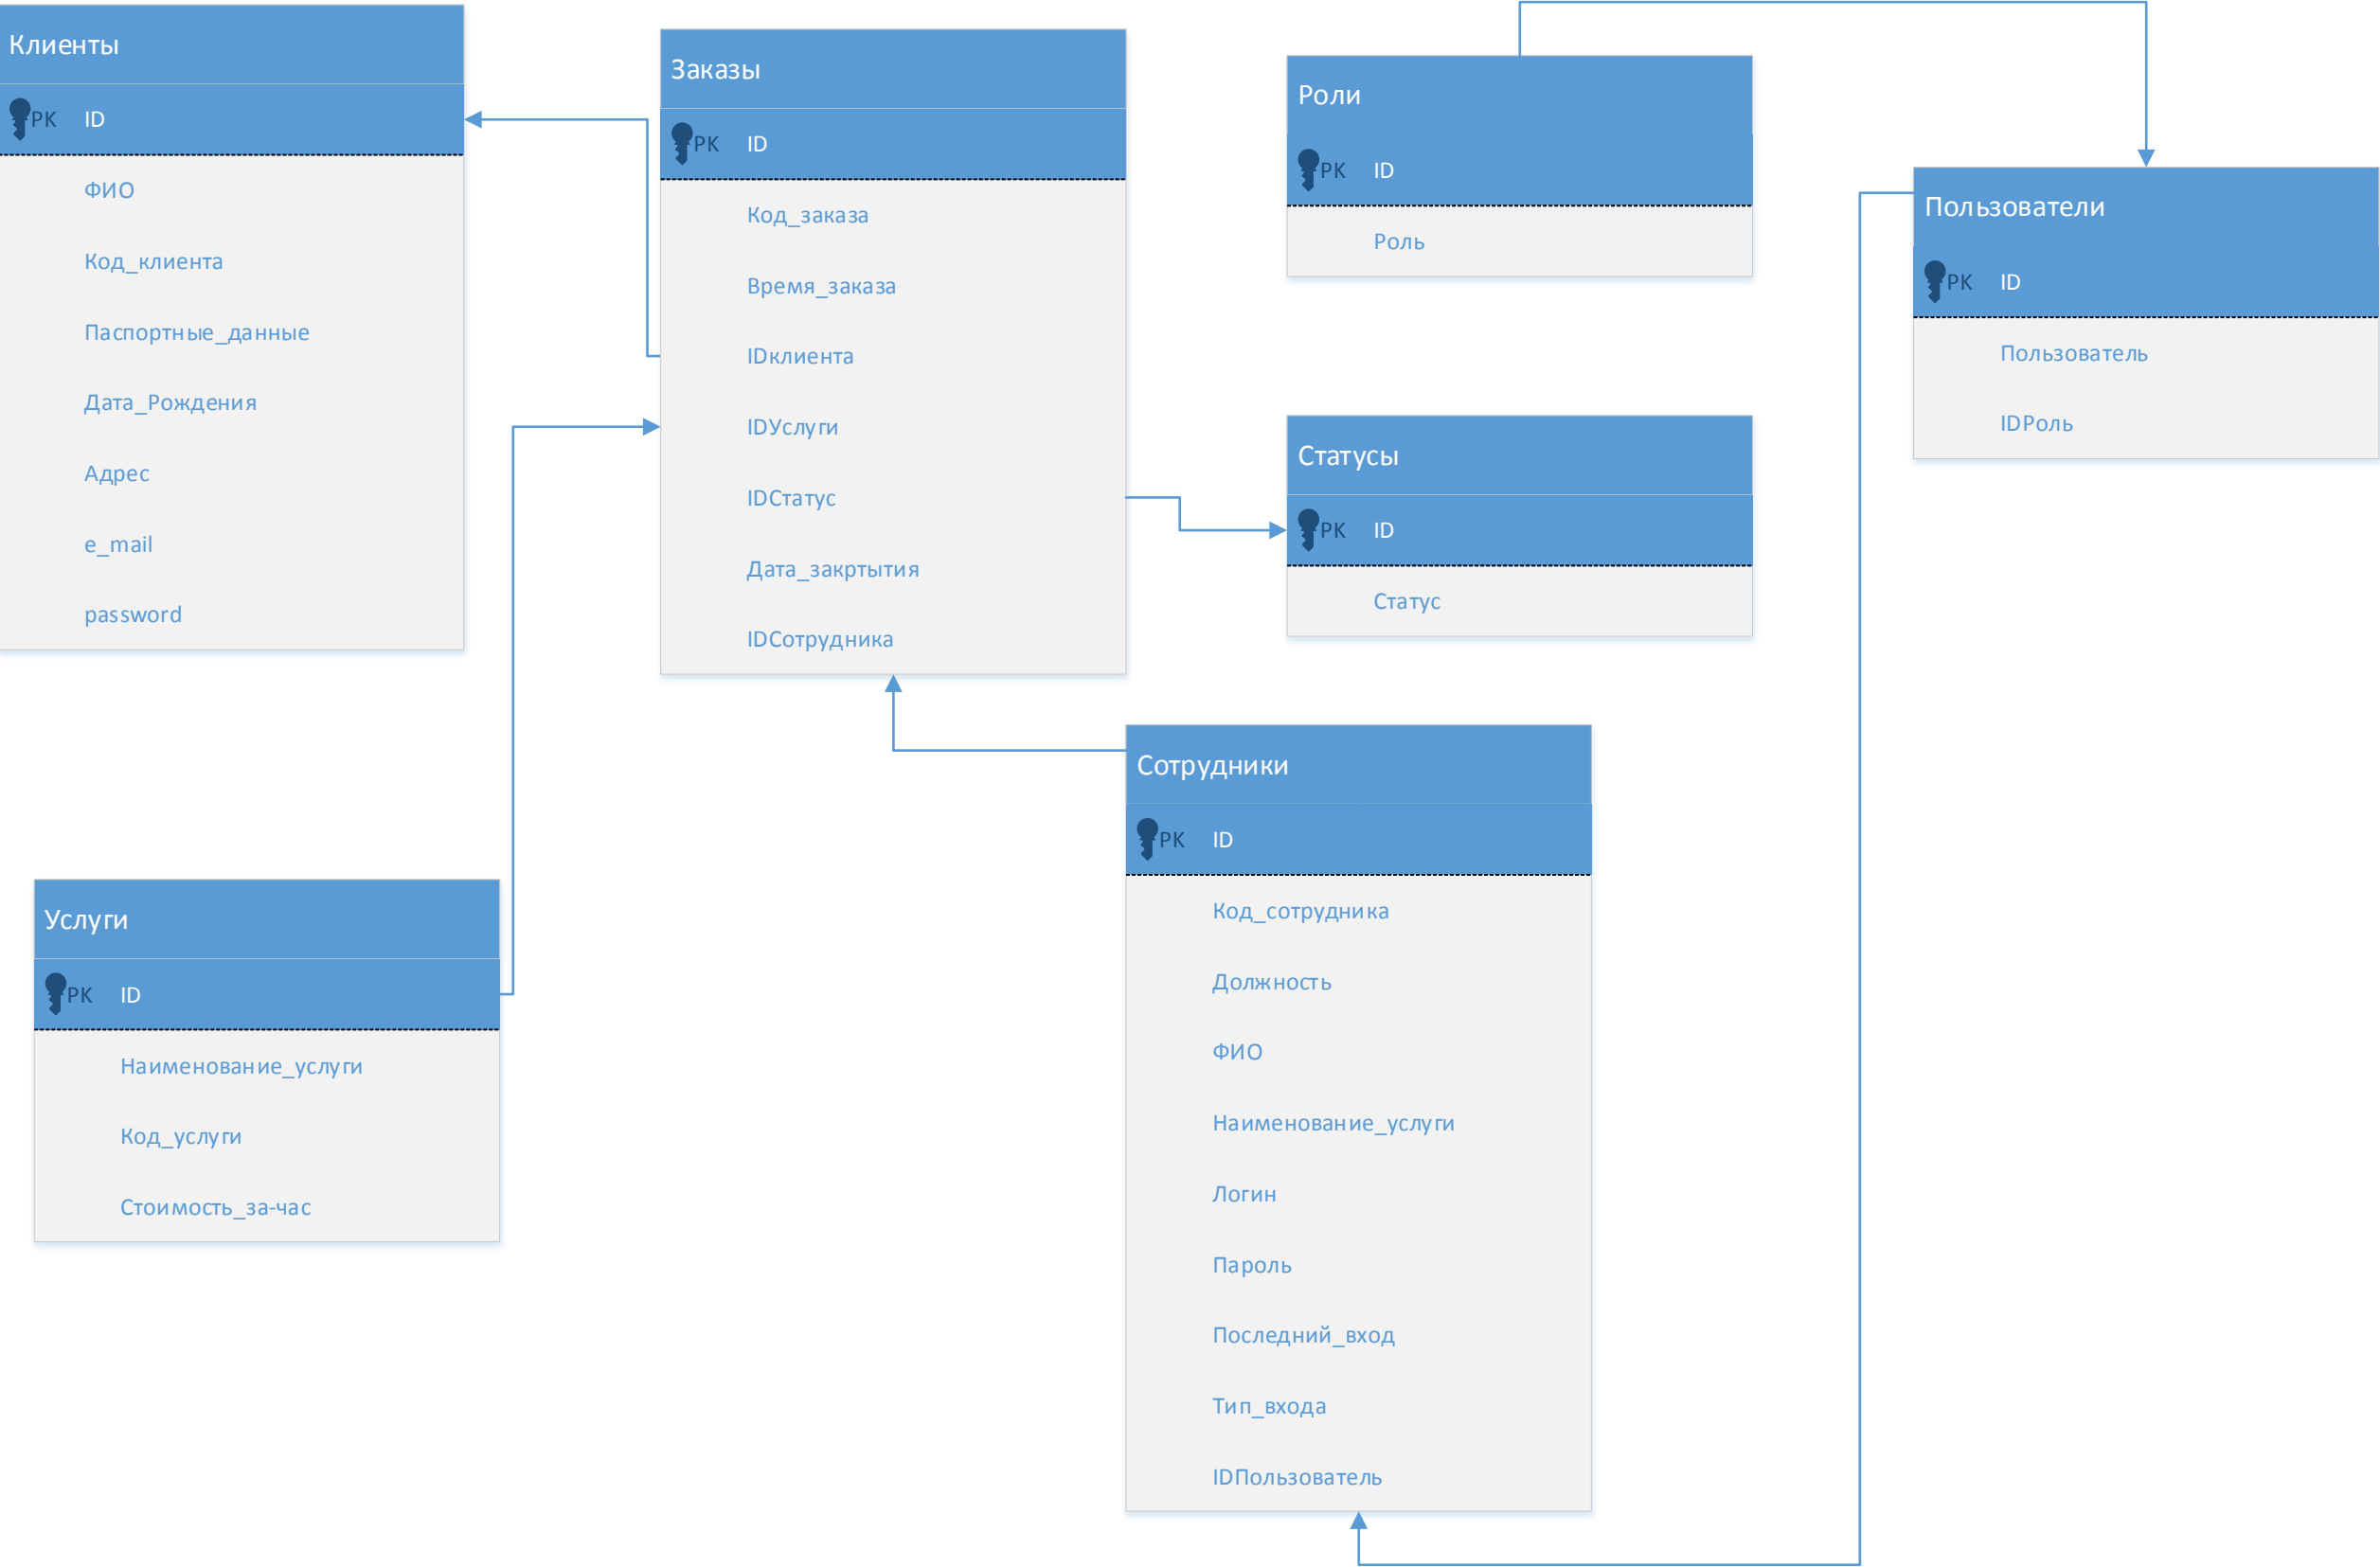 Клиенты
PK ID
ФИО
Код_клиента
Паспортные_данные
Дата_Рождения
Адрес
e_mail
password
Заказы
PK ID
Код_заказа
Время_заказа
IDклиента
IDУслуги
IDСтатус
Дата_закртытия
IDСотрудника
Роли
PK ID
Роль
Пользователи
PK ID
Пользователь
IDРоль
Статусы
PK ID
Статус
Сотрудники
PK ID
Код_сотрудника
Должность
ФИО
Наименование_услуги
Логин
Пароль
Последний_вход
Тип_входа
IDПользователь
Услуги
PK ID
Наименование_услуги
Код_услуги
Стоимость_за-час